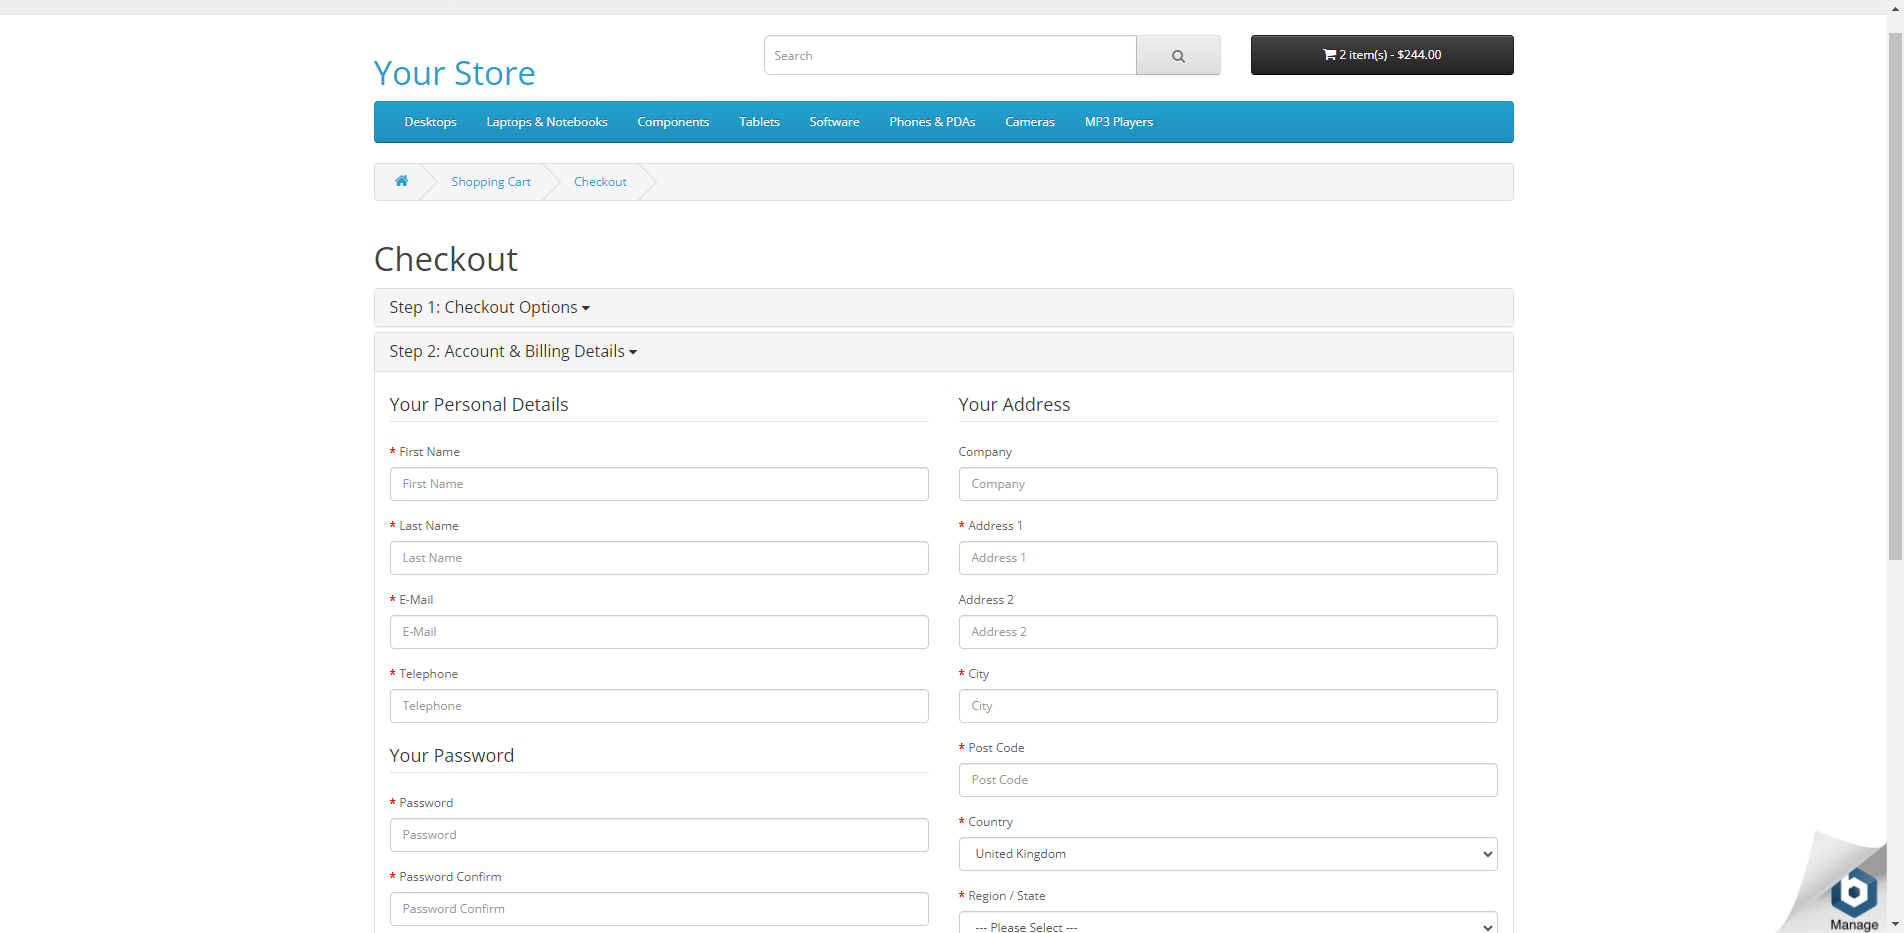 Search
2 item(s) - $244.00
Your Store
Desktops Laptops & Notebooks Components Tablets Software Phones & PDAs Cameras MP3 Players
Shopping Cart Checkout
Checkout
Step 1: Checkout Options
Step 2: Account & Billing Details
Your Personal Details
* First Name
First Name
* Last Name
Last Name
* E-Mail
E-Mail
* Telephone
Telephone
Your Password
* Password
Password
* Password Confirm
Password Confirm
Your Address
Company
Company
* Address 1
Address 1
Address 2
Address 2
* City
City
* Post Code
Post Code
* Country
United Kingdom
* Region / State
--- Please Select ---
b
Manage